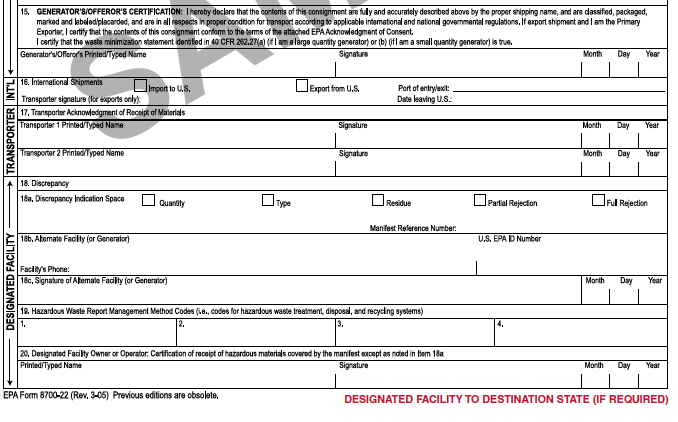 15. GENERATOR'S/OFFEROR'S CERTIFICATION: I hereby declare that the contents of this consignment are fully and accurately described above by the proper shipping name, and are classified, packaged,
marked and labeled/placarded, and are in all respects in proper condition for transport according to applicable international and national governmental regulations. If export shipment and I am the Primary
Exporter, I certify that the contents of this consignment conform to the terms of the attached EPA Acknowledgment of Consent.
I certify that the waste minimization statement identified in 40 CFR 262.27(a) (if I am a large quantity generator) or (b) (if I am a small quantity generator) is true.
Generator's/Offeror's Printed/Typed Name Signature Month Day Year
16. International Shipments
Import to U.S. Export from U.S. Port of entry/exit:
Transporter signature (for exports only): Date leaving U.S.:
INT'L
17. Transporter Acknowledgment of Receipt of Materials
Transporter 1 Printed/Typed Name Signature Month Day Year
Transporter 2 Printed/Typed Name Signature Month Day Year
TRANSPORTER
18. Discrepancy
18a. Discrepancy Indication Space Quantity Type Residue Partial Rejection Full Rejection
Manifest Reference Number:
18b. Alternate Facility (or Generator) U.S. EPA ID Number
Facility's Phone:
18c. Signature of Alternate Facility (or Generator) Month Day Year
19. Hazardous Waste Report Management Method Codes (i.e., codes for hazardous waste treatment, disposal, and recycling systems)
1. 2. 3. 4.
20. Designated Facility Owner or Operator: Certification of receipt of hazardous materials covered by the manifest except as noted in Item 18a
Printed/Typed Name Signature Month Day Year
DESIGNATED FACILITY
EPA Form 8700-22 (Rev. 3-05) Previous editions are obsolete.
DESIGNATED FACILITY TO DESTINATION STATE (IF REQUIRED)